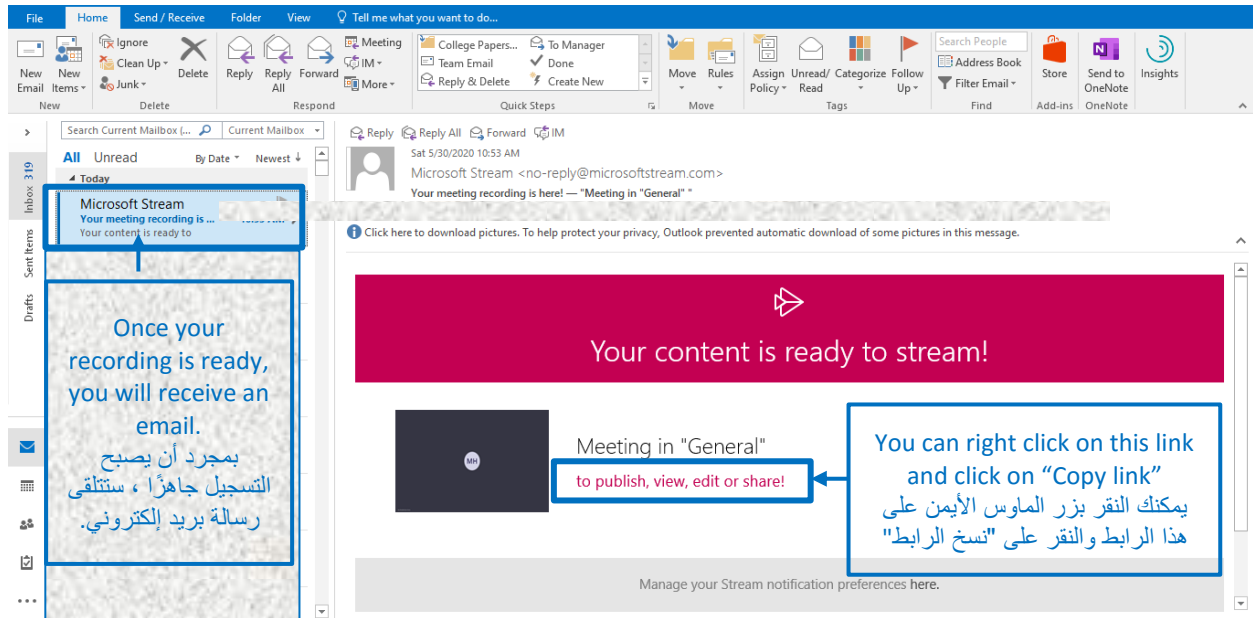 File Home Send / Receive Folder View Tell me what you want to do...
New Email
New Items
Ignore
Clean Up
Junk
Delete
Reply
Reply All
Forward
Meeting
IM
More
College Papers...
Team Email
Reply & Delete
To Manager
Done
Create New
Move
Rules
Assign Policy
Unread/ Read
Categorize
Follow Up
Search People
Address Book
Filter Email
Store
Send to OneNote
Insights
New Delete Respond Quick Steps Move Tags Find Add-ins OneNote
Inbox 319
Sent Items
Drafts
Search Current Mailbox (... Current Mailbox
All Unread By Date Newest
Today
Microsoft Stream
Your meeting recording is ...
Your content is ready to
Once your
recording is ready,
you will receive an
email.
بمجرد أن يصبح
التسجيل جاهزًا ، ستتلقى
رسالة بريد إلكتروني.
Reply Reply All Forward IM
Sat 5/30/2020 10:53 AM
Microsoft Stream <no-reply@microsoftstream.com>
Your meeting recording is here! — "Meeting in "General" "
Click here to download pictures. To help protect your privacy, Outlook prevented automatic download of some pictures in this message.
Your content is ready to stream!
MH
Meeting in "General"
to publish, view, edit or share!
You can right click on this link
and click on “Copy link”
يمكنك النقر بزر الماوس الأيمن على
هذا الرابط والنقر على "نسخ الرابط"
Manage your Stream notification preferences here.